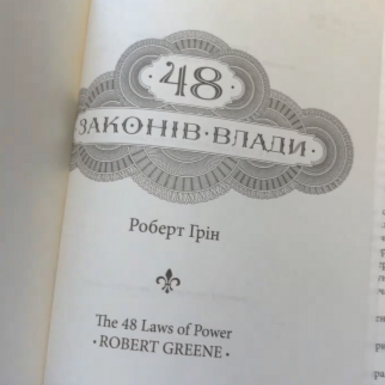 48
ЗАКОНІВ·ВЛАДИ·
Роберт Грін
The 48 Laws of Power
·ROBERT GREENE·